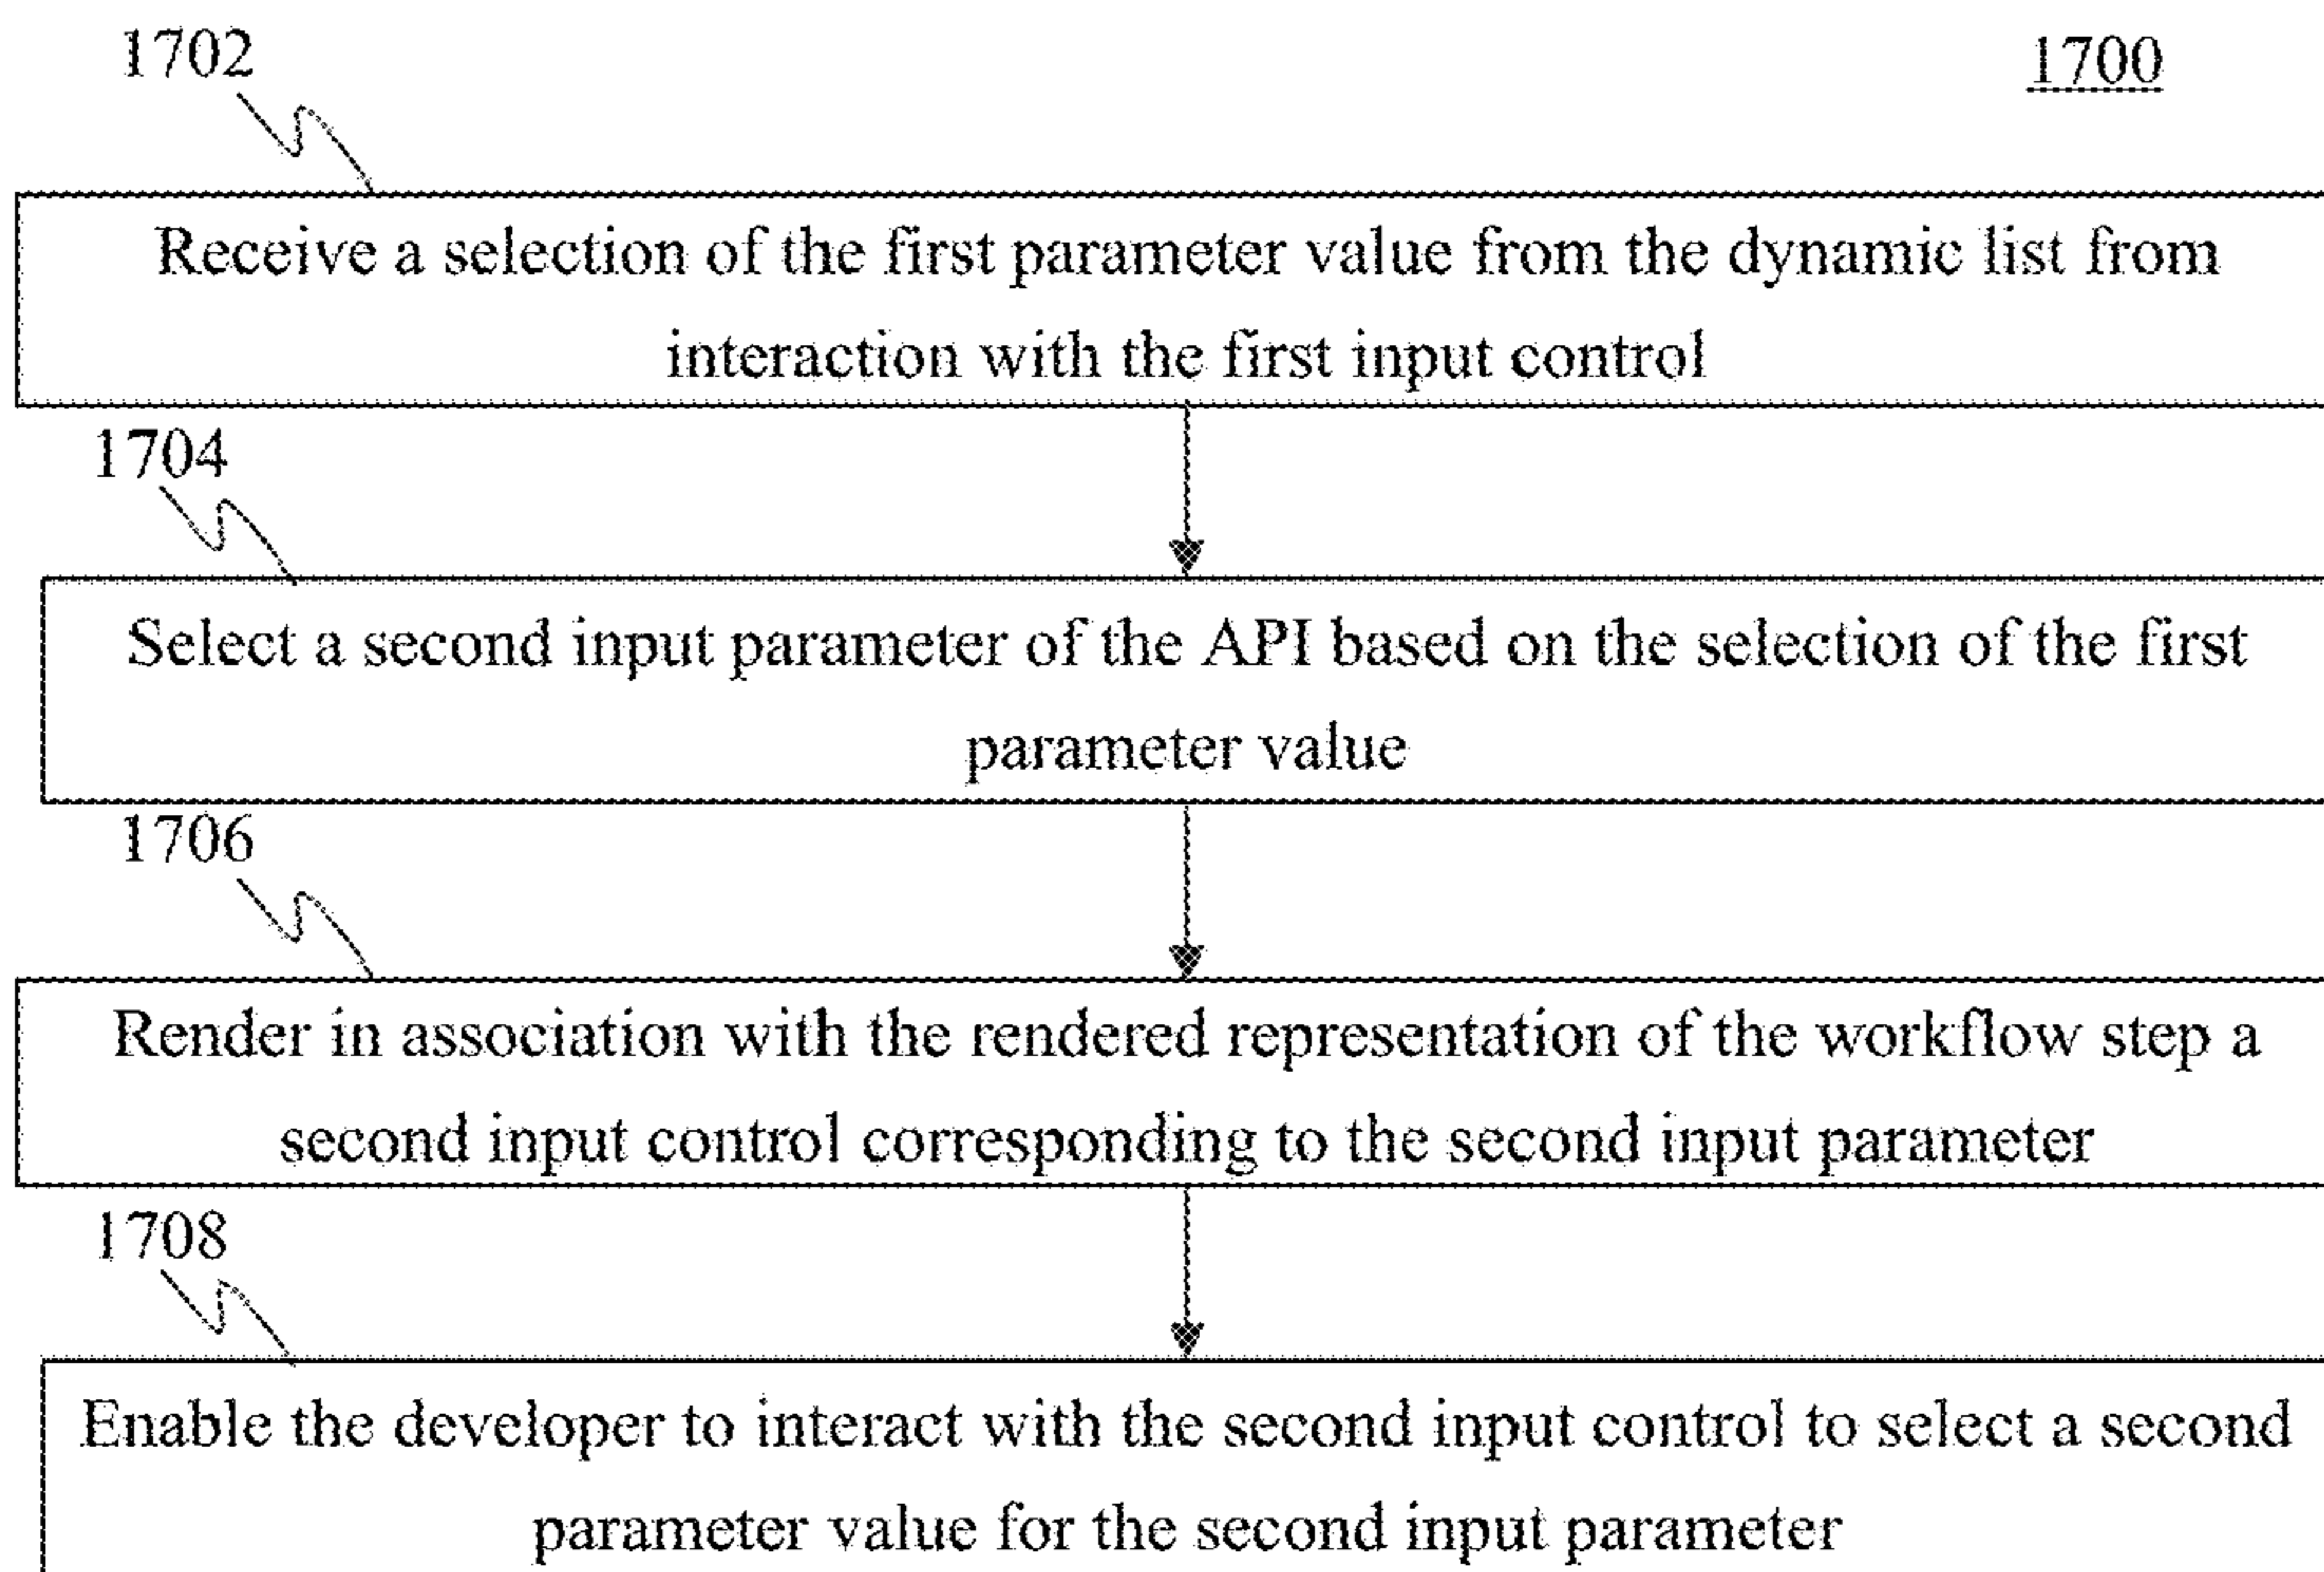 1702
1700
Receive a selection of the first parameter value from the dynamic list from
interaction with the first input control
1704
Select a second input parameter of the API based on the selection of the first
parameter value
1706
Render in association with the rendered representation of the workflow step a
second input control corresponding to the second input parameter
1708
Enable the developer to interact with the second input control to select a second
parameter value for the second input parameter